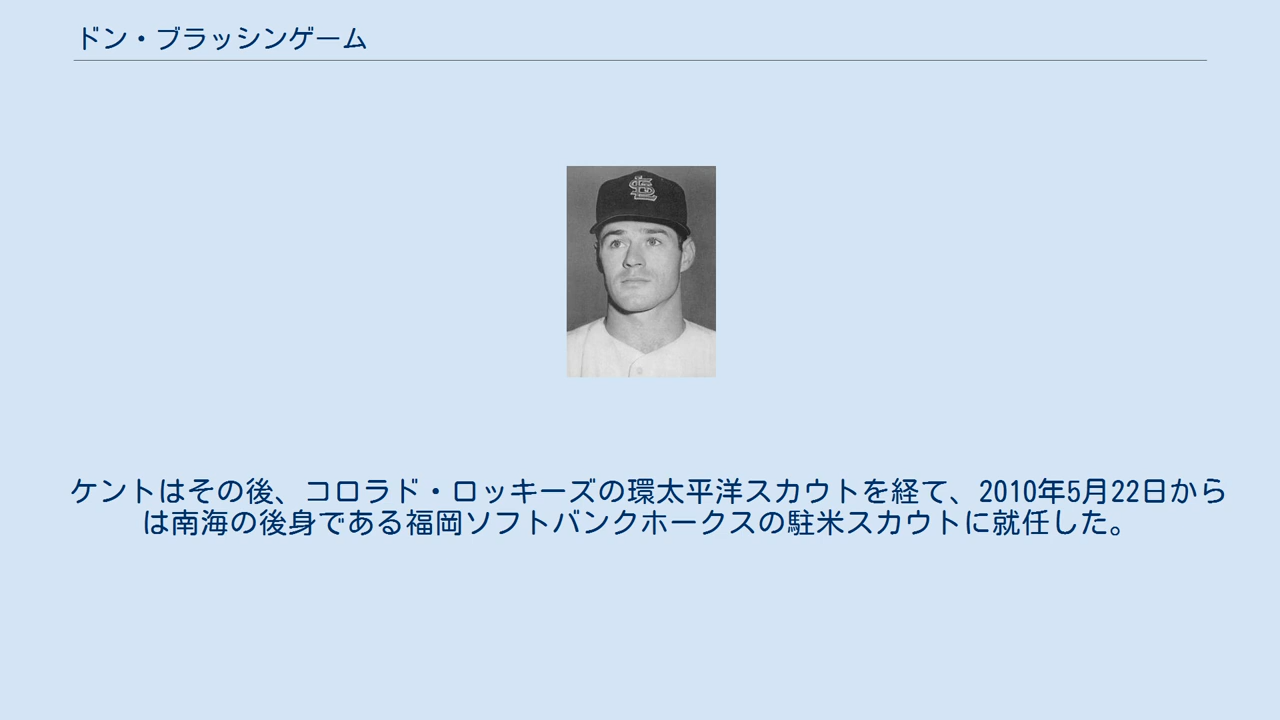 ドン・ブラッシンゲーム
StL
ケントはその後、コロラド・ロッキーズの環太平洋スカウトを経て、2010年5月22日から
は南海の後身である福岡ソフトバンクホークスの駐米スカウトに就任した。